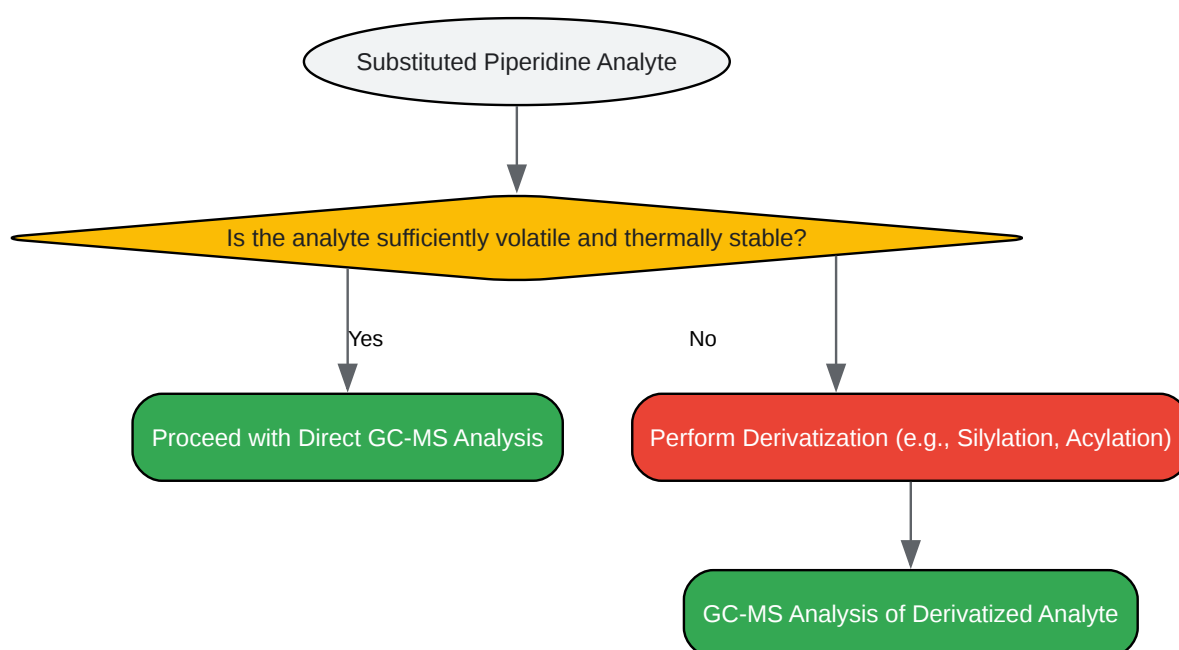 Substituted Piperidine Analyte
Is the analyte sufficiently volatile and thermally stable?
Yes
No
Proceed with Direct GC-MS Analysis
Perform Derivatization (e.g., Silylation, Acylation)
GC-MS Analysis of Derivatized Analyte